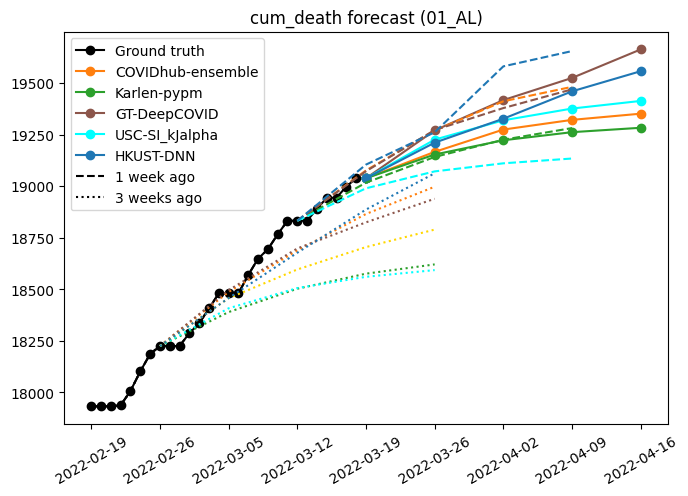 cum_death forecast (01_AL)
Ground truth
COVIDhub-ensemble
Karlen-pypm
GT-DeepCOVID
USC-SI_kJalpha
HKUST-DNN
1 week ago
3 weeks ago
19500
19250
19000
18750
18500
18250
18000
2022-02-19
2022-02-26
2022-03-05
2022-03-12
2022-03-19
2022-03-26
2022-04-02
2022-04-09
2022-04-16